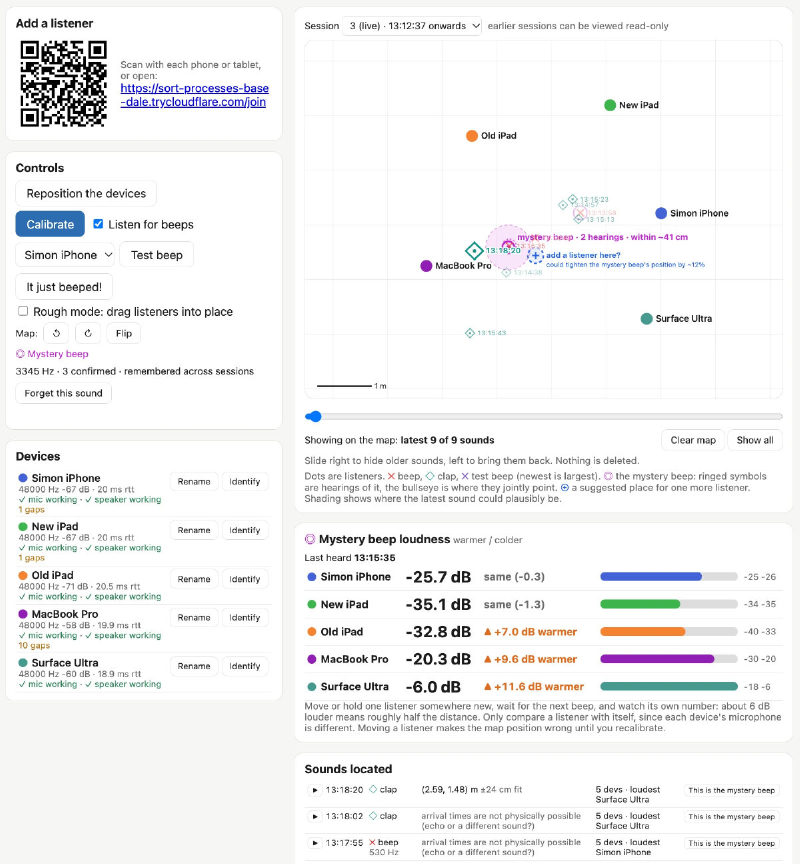 Add a listener
Scan with each phone or tablet,
or open:
https://sort-processes-base
-dale.trycloudflare.com/join
Controls
Reposition the devices
Calibrate
Listen for beeps
Simon iPhone
Test beep
It just beeped!
Rough mode: drag listeners into place
Map:
Flip
Mystery beep
3345 Hz · 3 confirmed · remembered across sessions
Forget this sound
Devices
Simon iPhone
48000 Hz -67 dB · 20 ms rtt
✓ mic working · ✓ speaker working
1 gaps
Rename
Identify
New iPad
48000 Hz -67 dB · 20 ms rtt
✓ mic working · ✓ speaker working
1 gaps
Rename
Identify
Old iPad
48000 Hz -71 dB · 20.5 ms rtt
✓ mic working · ✓ speaker working
Rename
Identify
MacBook Pro
48000 Hz -58 dB · 19.9 ms rtt
✓ mic working · ✓ speaker working
10 gaps
Rename
Identify
Surface Ultra
48000 Hz -60 dB · 18.9 ms rtt
✓ mic working · ✓ speaker working
Rename
Identify
Session 3 (live) · 13:12:37 onwards earlier sessions can be viewed read-only
New iPad
Old iPad
13:15:23
13:15:13
Simon iPhone
mystery beep · 2 hearings · within ~41 cm
13:18:20
add a listener here?
MacBook Pro
could tighten the mystery beep's position by ~12%
13:14:38
Surface Ultra
13:15:43
1 m
Showing on the map: latest 9 of 9 sounds
Clear map
Show all
Slide right to hide older sounds, left to bring them back. Nothing is deleted.
Dots are listeners. ✕ beep, ◇ clap, ✕ test beep (newest is largest). the mystery beep: ringed symbols
are hearings of it, the bullseye is where they jointly point. a suggested place for one more listener.
Shading shows where the latest sound could plausibly be.
Mystery beep loudness warmer / colder
Last heard 13:15:35
Simon iPhone -25.7 dB same (-0.3) -25 -26
New iPad -35.1 dB same (-1.3) -34 -35
Old iPad -32.8 dB ▲ +7.0 dB warmer -40 -33
MacBook Pro -20.3 dB ▲ +9.6 dB warmer -30 -20
Surface Ultra -6.0 dB ▲ +11.6 dB warmer -18 -6
Move or hold one listener somewhere new, wait for the next beep, and watch its own number: about 6 dB
louder means roughly half the distance. Only compare a listener with itself, since each device's microphone
is different. Moving a listener makes the map position wrong until you recalibrate.
Sounds located
▶ 13:18:20 ◇ clap (2.59, 1.48) m ±24 cm fit 5 devs · loudest
Surface Ultra
This is the mystery beep
▶ 13:18:02 ◇ clap arrival times are not physically possible
(echo or a different sound?)
5 devs · loudest
Surface Ultra
This is the mystery beep
▶ 13:17:55 ✕ beep
530 Hz
arrival times are not physically possible
(echo or a different sound?)
5 devs · loudest
Simon iPhone
This is the mystery beep